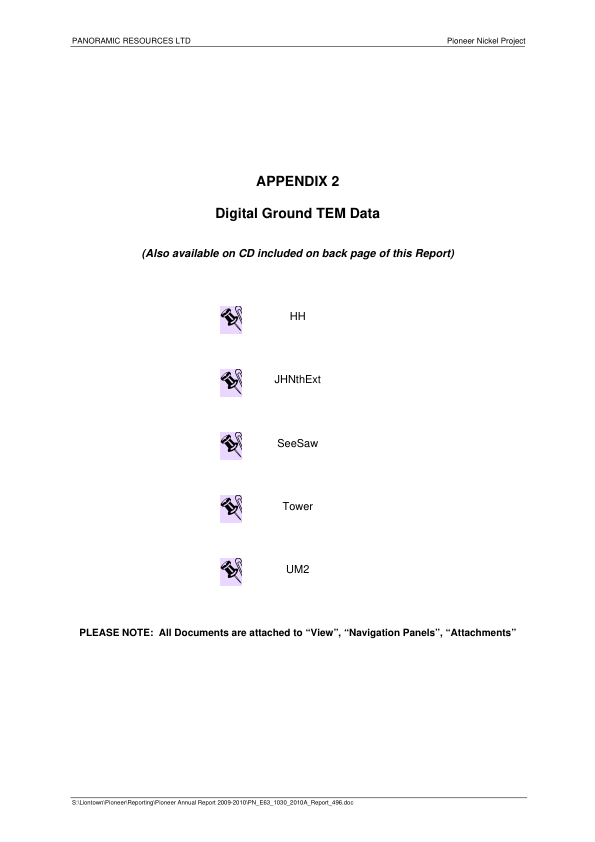 PANORAMIC RESOURCES LTD Pioneer Nickel Project
APPENDIX 2
Digital Ground TEM Data
(Also available on CD included on back page of this Report)
HH
JHNthExt
SeeSaw
Tower
UM2
PLEASE NOTE:  All Documents are attached to “View”, “Navigation Panels”, “Attachments”
S:\Liontown\Pioneer\Reporting\Pioneer Annual Report 2009-2010\PN_E63_1030_2010A_Report_496.doc